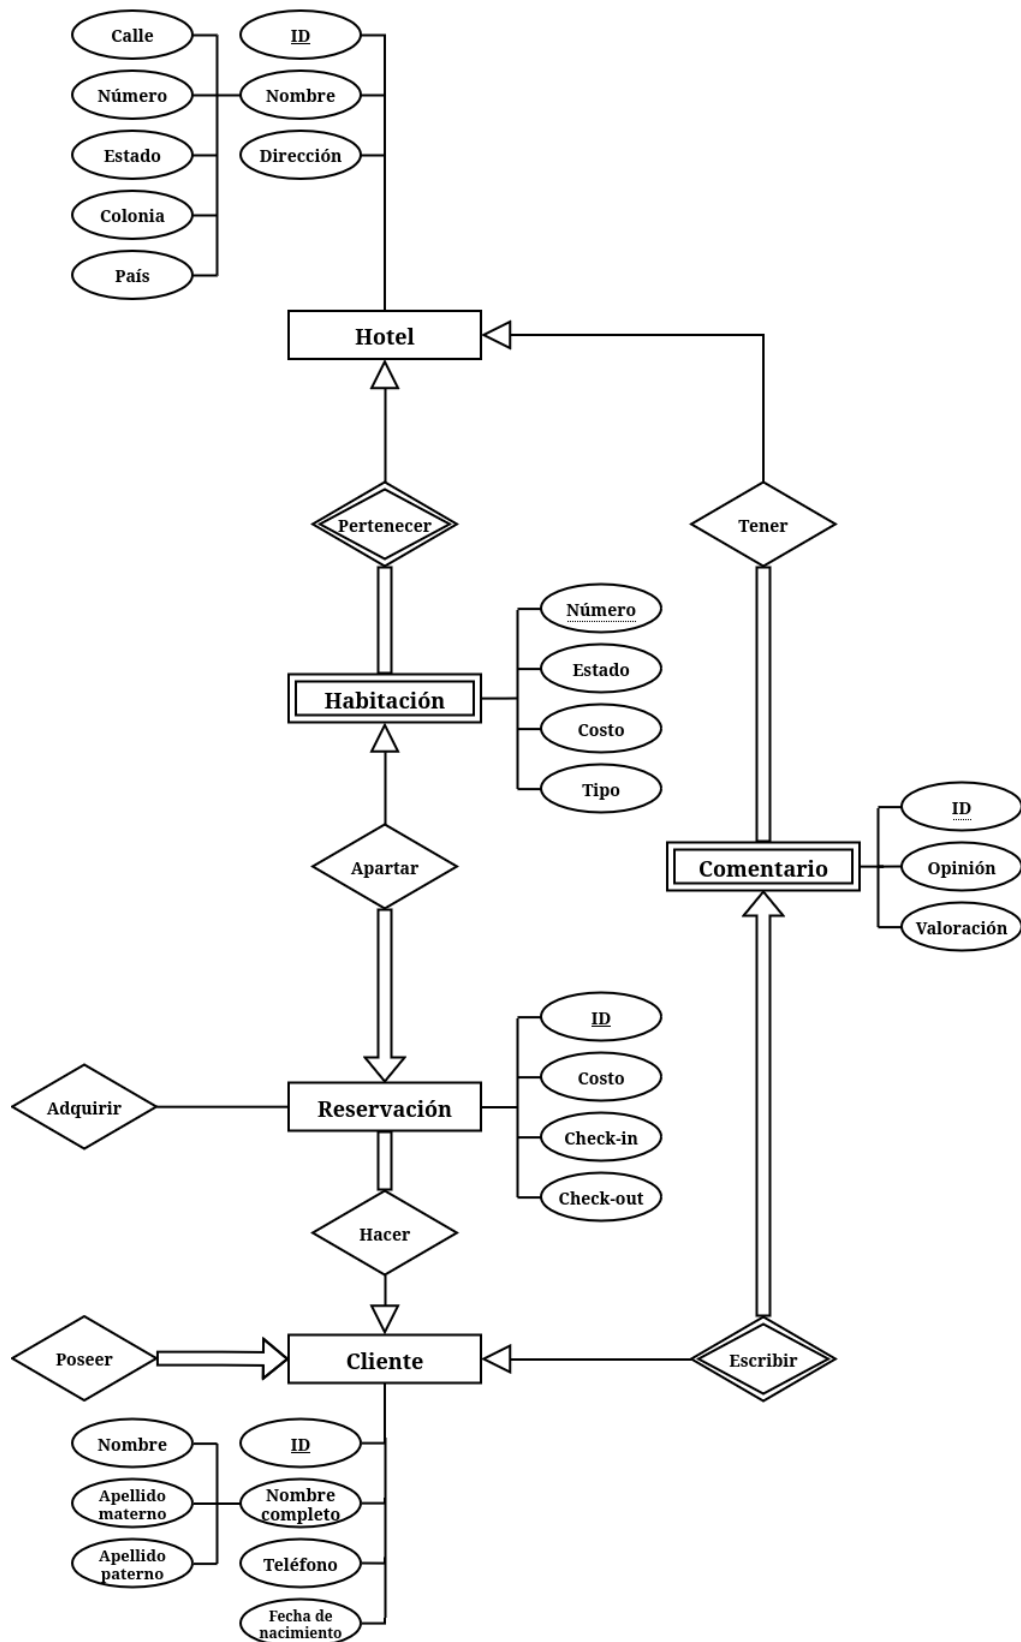 Calle
ID
Número
Nombre
Estado
Dirección
Colonia
País
Hotel
Pertenecer
Tener
Número
Habitación
Estado
Costo
Tipo
ID
Apartar
Comentario
Opinión
Valoración
ID
Costo
Adquirir
Reservación
Check-in
Check-out
Hacer
Poseer
Cliente
Escribir
Nombre
ID
Apellido
materno
Nombre
completo
Apellido
paterno
Teléfono
Fecha de
nacimiento